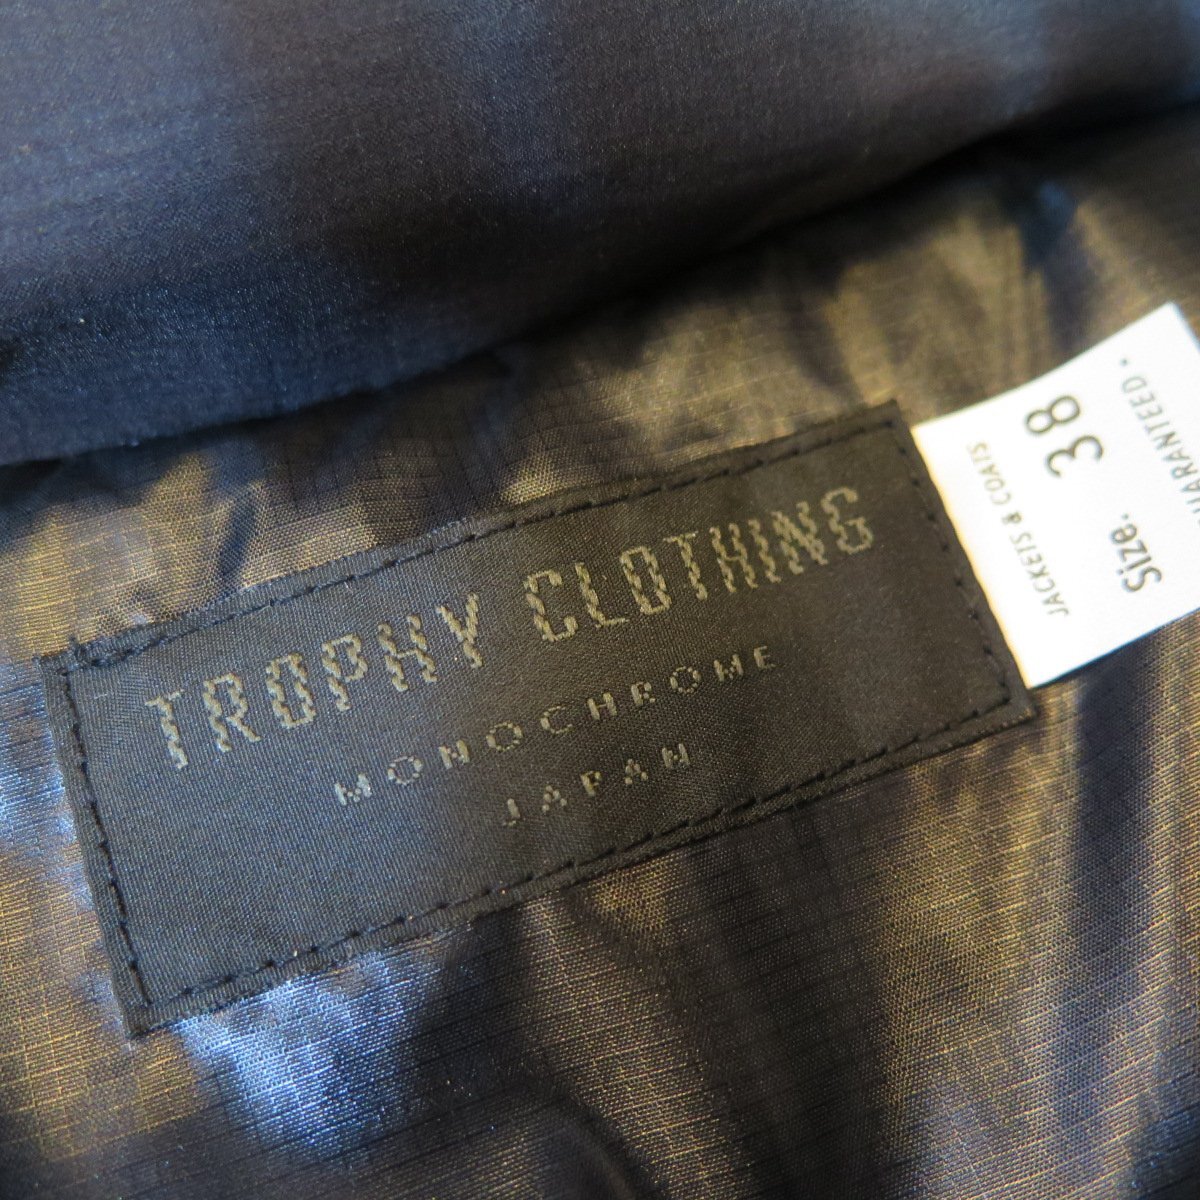 TROPHY CLOTHING
MONOCHROME
JAPAN
JACKETS & COATS
Size. 38
GUARANTEED.